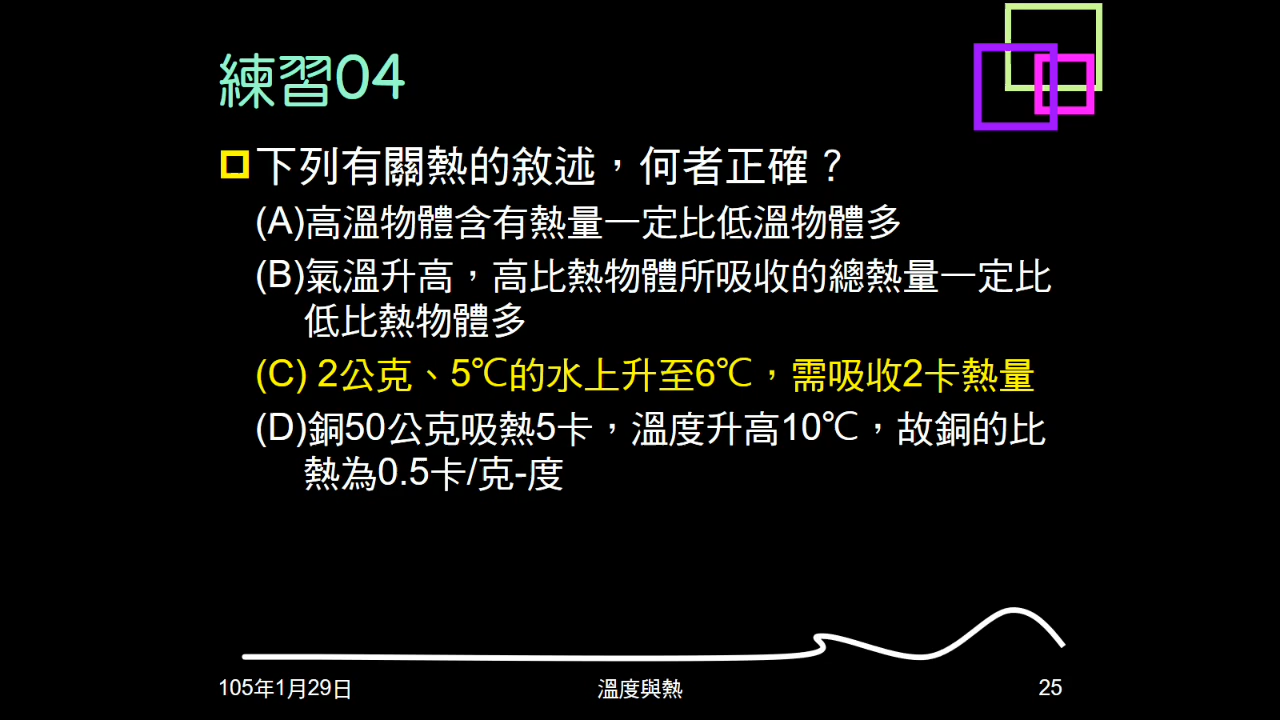 練習04
下列有關熱的敘述，何者正確？
(A)高溫物體含有熱量一定比低溫物體多
(B)氣溫升高，高比熱物體所吸收的總熱量一定比
低比熱物體多
(C) 2公克、5℃的水上升至6℃，需吸收2卡熱量
(D)銅50公克吸熱5卡，溫度升高10℃，故銅的比
熱為0.5卡/克-度
105年1月29日
溫度與熱
25